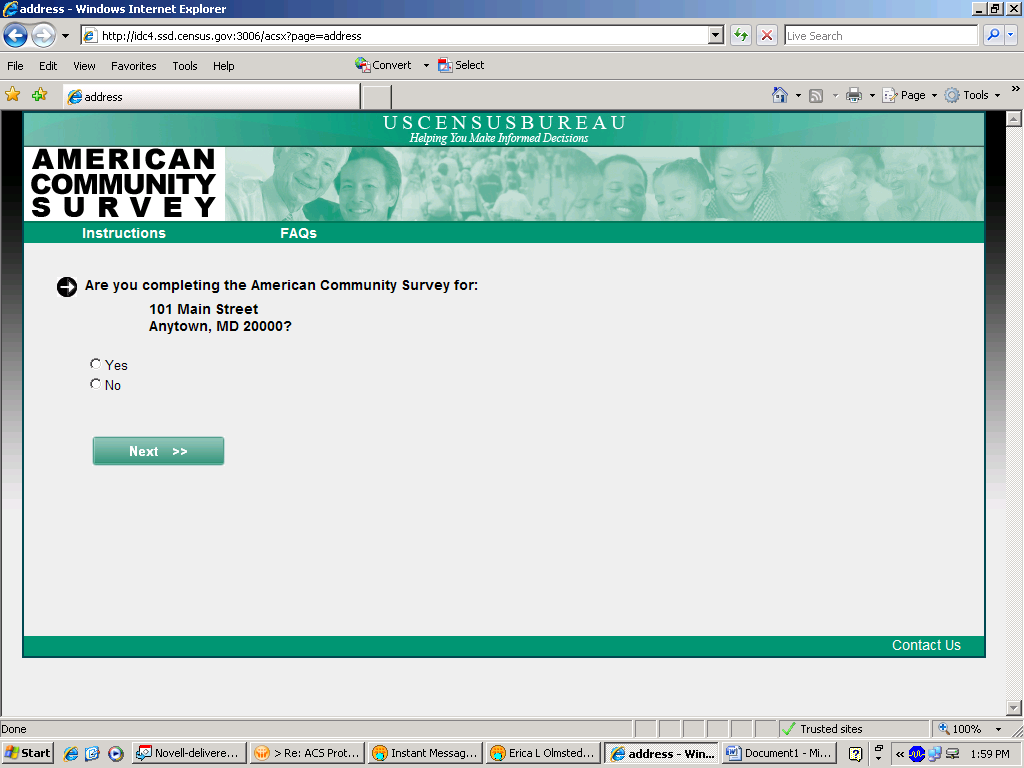 address - Windows Internet Explorer
http://idc4.ssd.census.gov:3006/acsx?page=address
Live Search
File Edit View Favorites Tools Help
Convert Select
address
Page Tools
USCENSUSBUREAU
Helping You Make Informed Decisions
AMERICAN
COMMUNITY
SURVEY
Instructions FAQs
Are you completing the American Community Survey for:
101 Main Street
Anytown, MD 20000?
Yes
No
Next >>
Contact Us
Done
Trusted sites
100%
Start
Novell-delivere...
> Re: ACS Prot...
Instant Messag...
Erica L Olmsted...
address - Win...
Document1 - Mi...
1:59 PM